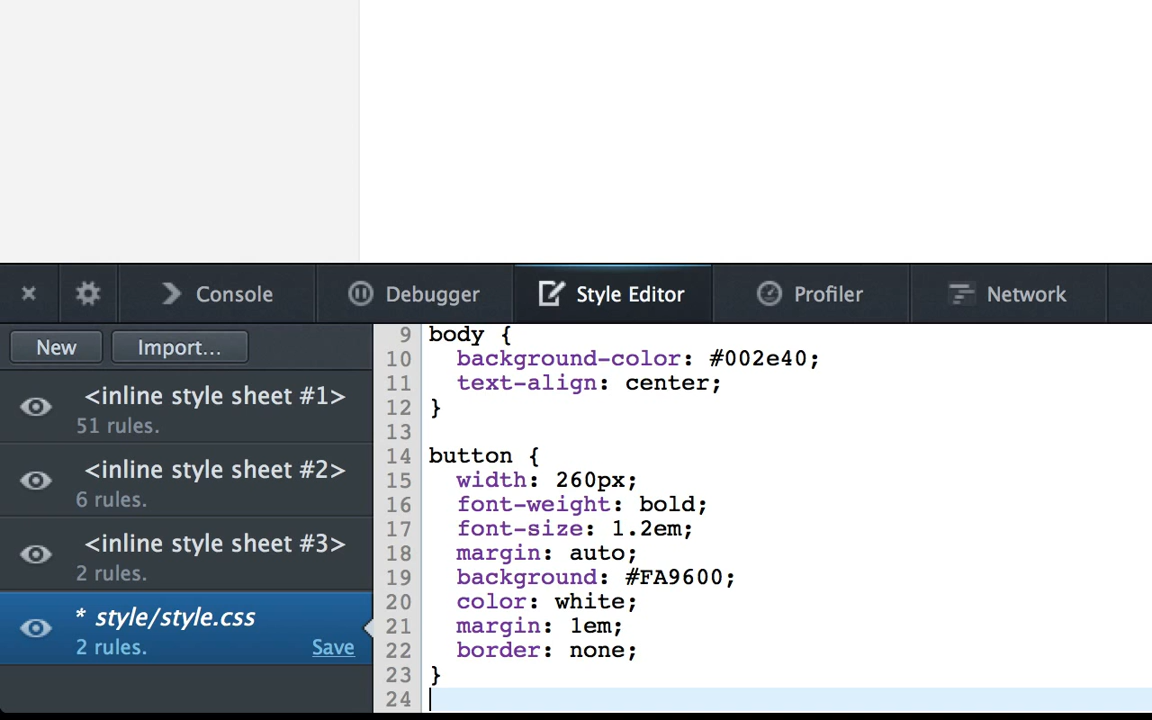 Console
Debugger
Style Editor
Profiler
Network
New
Import...
<inline style sheet #1>
51 rules.
<inline style sheet #2>
6 rules.
<inline style sheet #3>
2 rules.
* style/style.css
2 rules.
Save
9 body {
10 background-color: #002e40;
11 text-align: center;
12 }
13
14 button {
15 width: 260px;
16 font-weight: bold;
17 font-size: 1.2em;
18 margin: auto;
19 background: #FA9600;
20 color: white;
21 margin: 1em;
22 border: none;
23 }
24